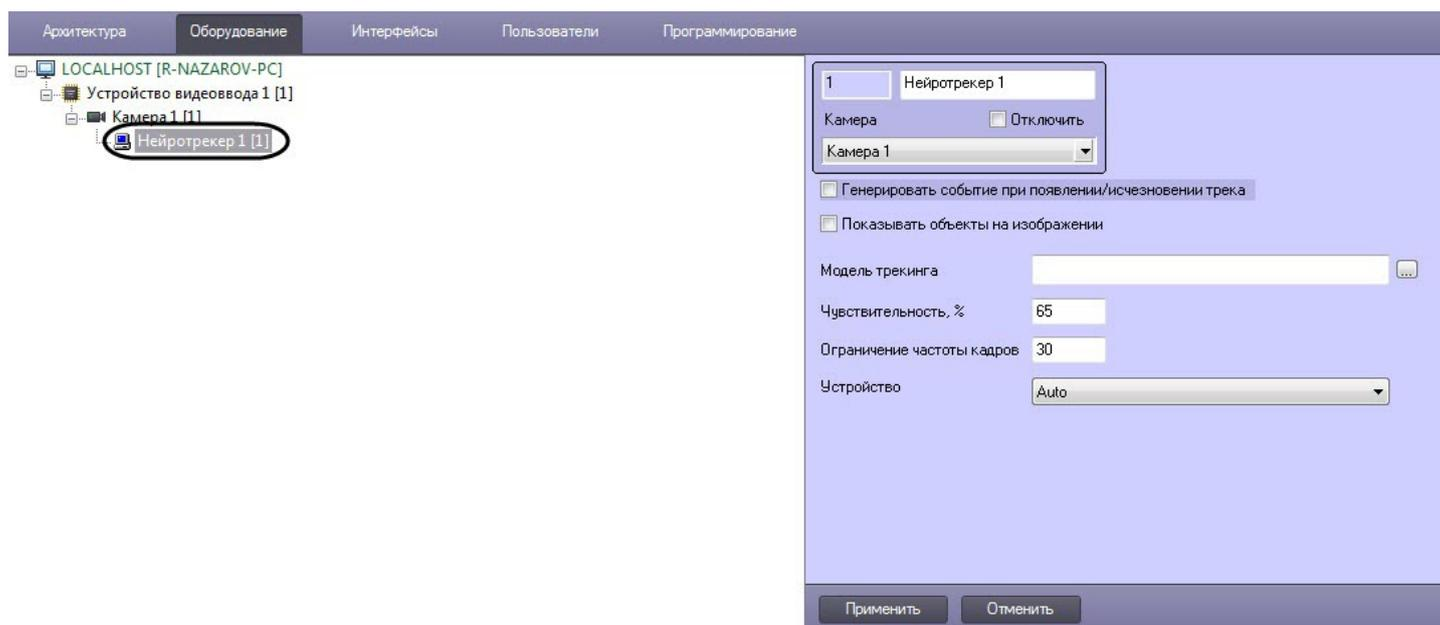 Архитектура Оборудование Интерфейсы Пользователи Программирование
LOCALHOST [R-NAZAROV-PC]
Устройство видеоввода 1 [1]
Камера 1 [1]
Нейротрекер 1 [1]
1 Нейротрекер 1
Камера Отключить
Камера 1
Генерировать событие при появлении/исчезновении трека
Показывать объекты на изображении
Модель трекинга ...
Чувствительность, % 65
Ограничение частоты кадров 30
Устройство Auto
Применить Отменить